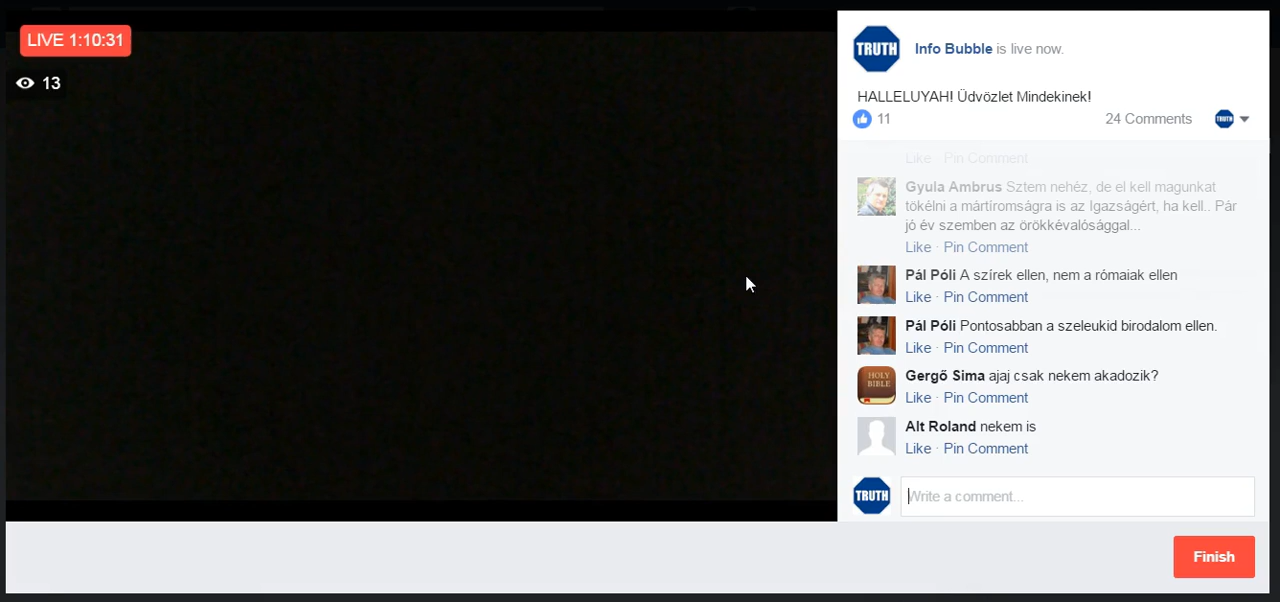 LIVE 1:10:31
13
TRUTH
Info Bubble is live now.
HALLELUYAH! Üdvözlet Mindekinek!
11
24 Comments
TRUTH
Like · Pin Comment
Gyula Ambrus Sztem nehéz, de el kell magunkat
tökélni a mártíromságra is az Igazságért, ha kell.. Pár
jó év szemben az örökkévalósággal...
Like · Pin Comment
Pál Póli A szírek ellen, nem a rómaiak ellen
Like · Pin Comment
Pál Póli Pontosabban a szeleukid birodalom ellen.
Like · Pin Comment
HOLY
BIBLE
Gergő Sima ajaj csak nekem akadozik?
Like · Pin Comment
Alt Roland nekem is
Like · Pin Comment
TRUTH
Write a comment...
Finish